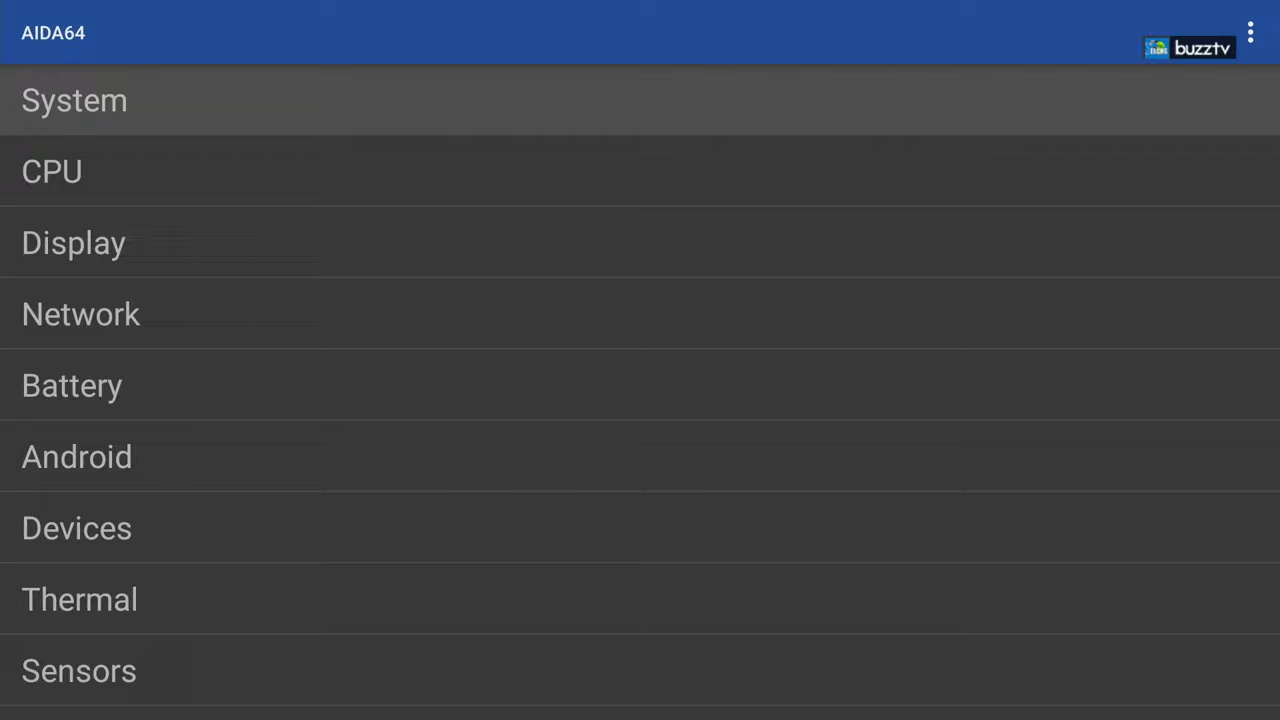 AIDA64
buzztv
System
CPU
Display
Network
Battery
Android
Devices
Thermal
Sensors